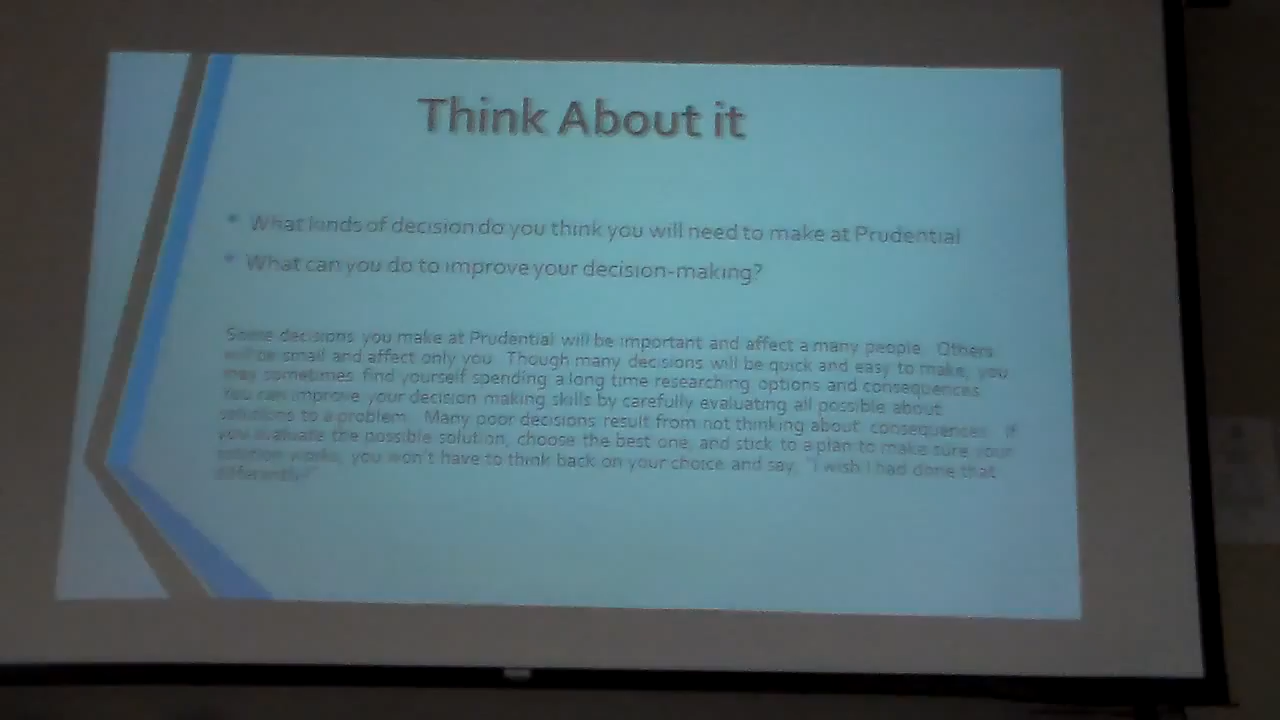 Think About it
• What kinds of decision do you think you will need to make at Prudential
• What can you do to improve your decision-making?
Some decisions you make at Prudential will be important and affect a many people. Others
will be small and affect only you. Though many decisions will be quick and easy to make, you
may sometimes find yourself spending a long time researching options and consequences.
You can improve your decision making skills by carefully evaluating all possible about
solutions to a problem. Many poor decisions result from not thinking about consequences. If
you evaluate the possible solution, choose the best one, and stick to a plan to make sure your
solution works, you won't have to think back on your choice and say, "I wish I had done that
differently!"